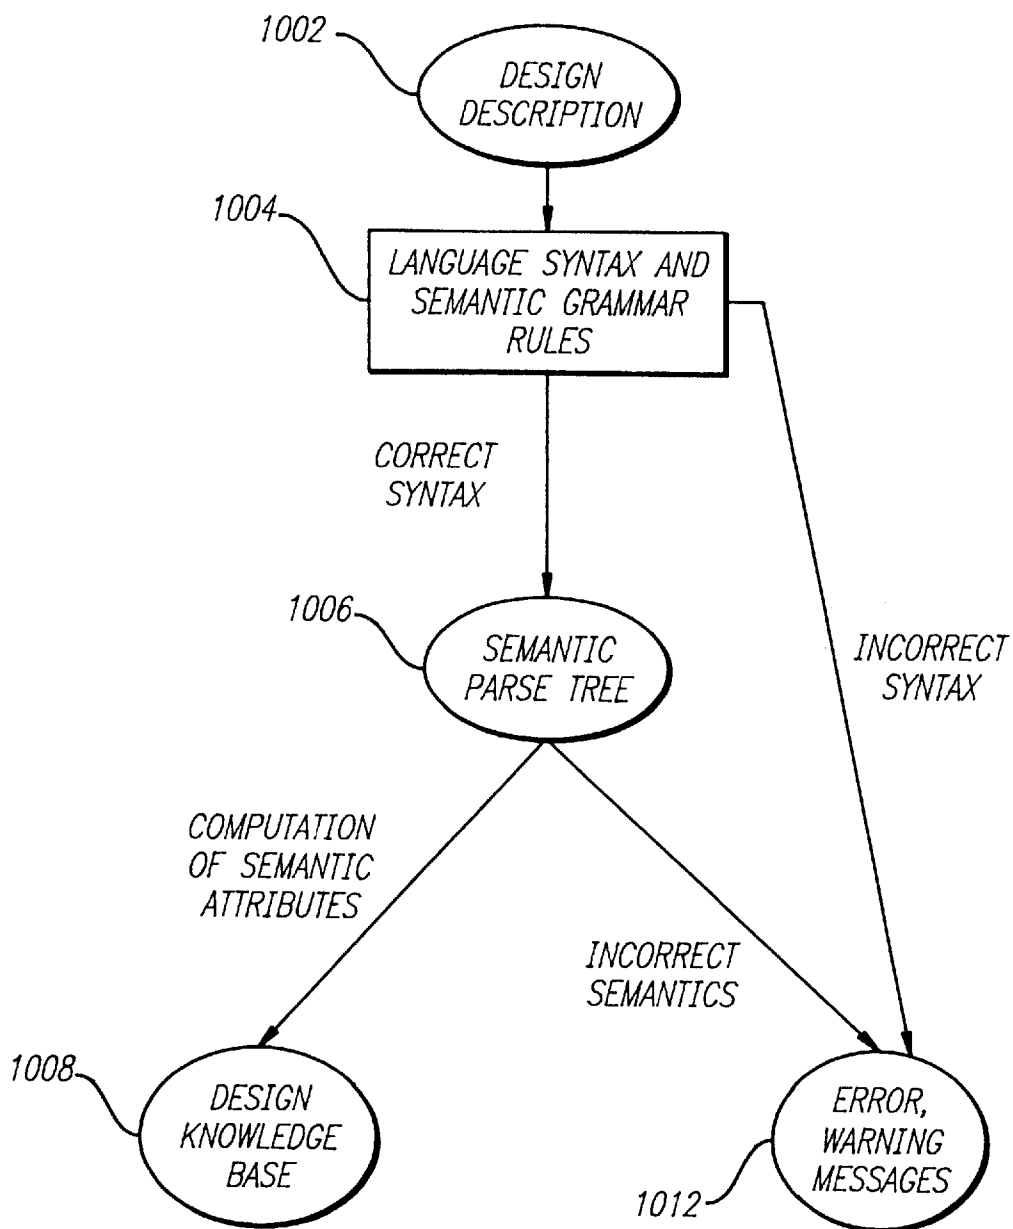 1002
DESIGN
DESCRIPTION
1004
LANGUAGE SYNTAX AND
SEMANTIC GRAMMAR
RULES
CORRECT
SYNTAX
1006
SEMANTIC
PARSE TREE
INCORRECT
SYNTAX
COMPUTATION
OF SEMANTIC
ATTRIBUTES
INCORRECT
SEMANTICS
1008
DESIGN
KNOWLEDGE
BASE
ERROR,
WARNING
MESSAGES
1012